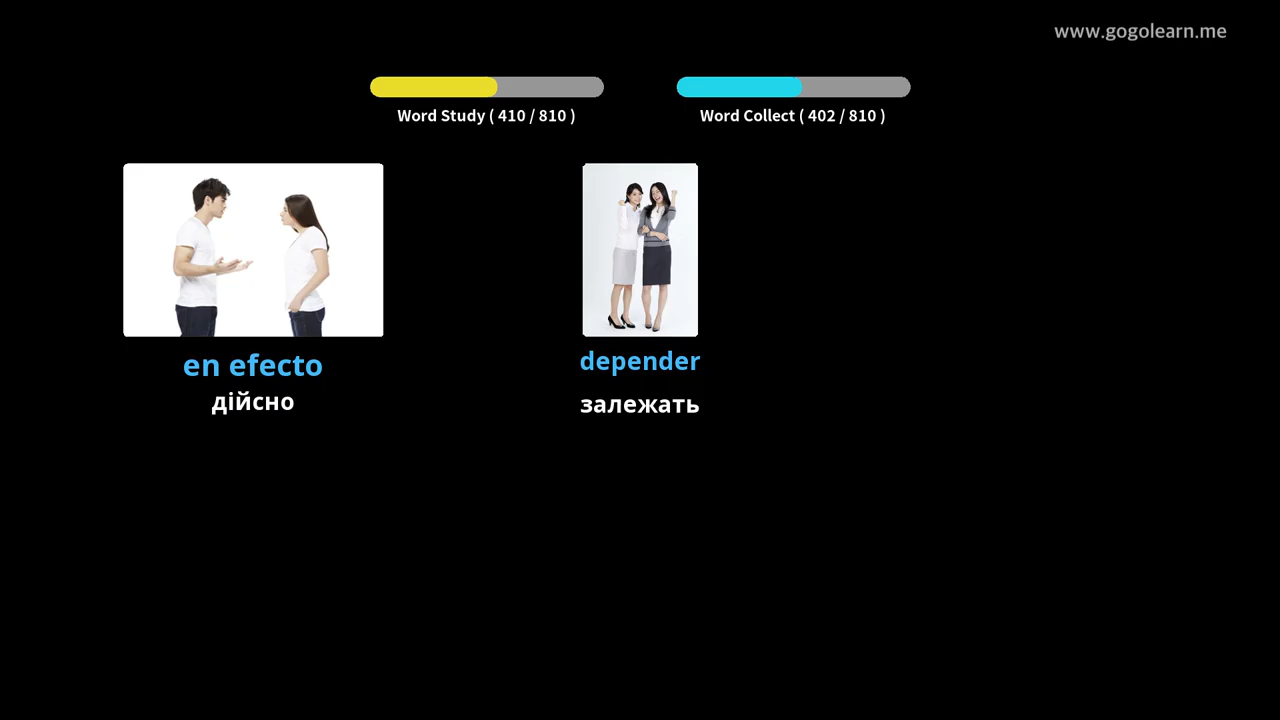 www.gogolearn.me
Word Study ( 410 / 810 )
Word Collect ( 402 / 810 )
en efecto
дійсно
depender
залежать